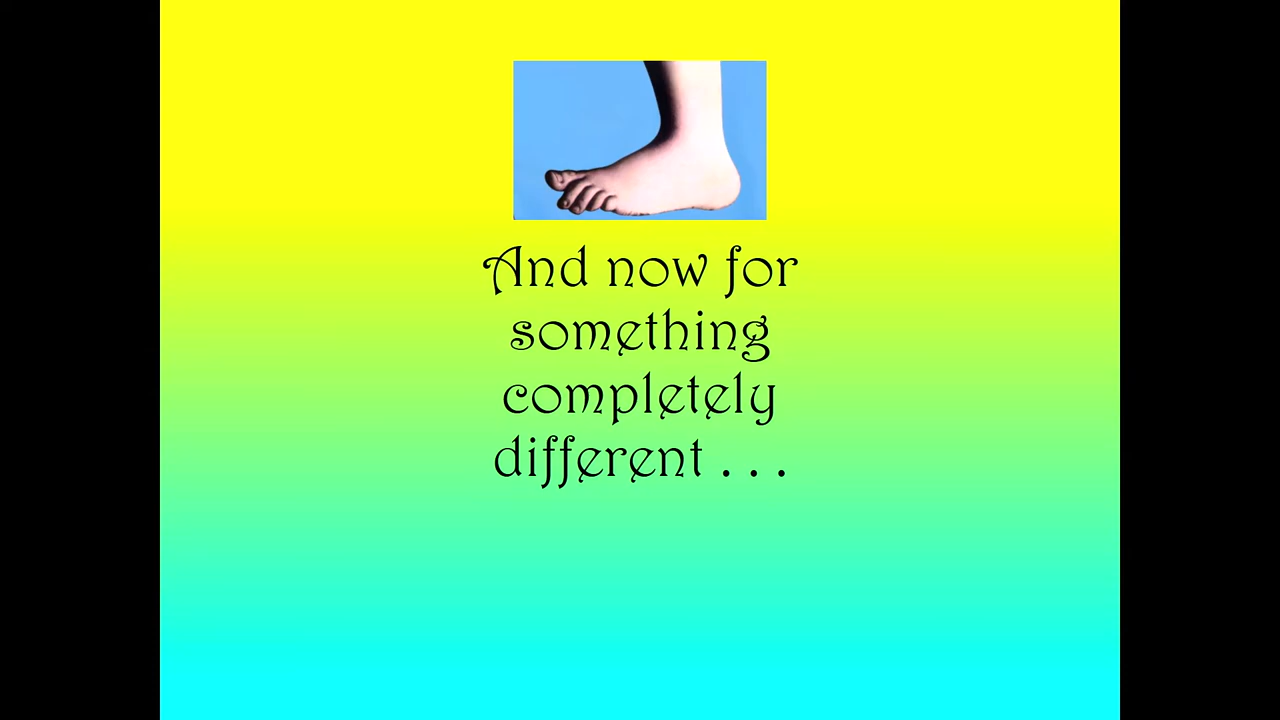 And now for
something
completely
different . . .